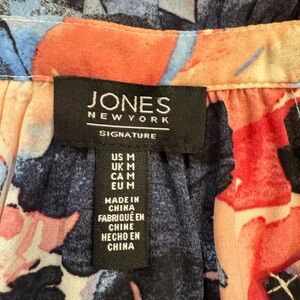 JONES
NEW YORK
SIGNATURE
US M
UK M
CA M
EU M
MADE IN
CHINA
FABRIQUÉ EN
CHINE
HECHO EN
CHINA